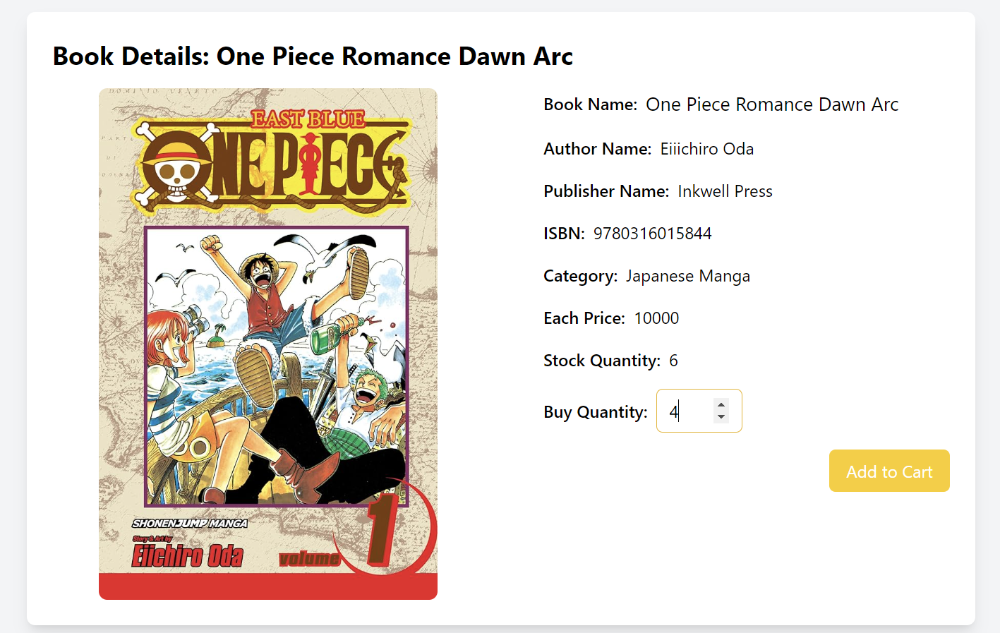 Book Details: One Piece Romance Dawn Arc
EAST BLUE
ONE PIECE
SHONEN JUMP MANGA
Story & Art by
Eiichiro Oda
volume 1
Book Name: One Piece Romance Dawn Arc
Author Name: Eiiichiro Oda
Publisher Name: Inkwell Press
ISBN: 9780316015844
Category: Japanese Manga
Each Price: 10000
Stock Quantity: 6
Buy Quantity: 4
Add to Cart